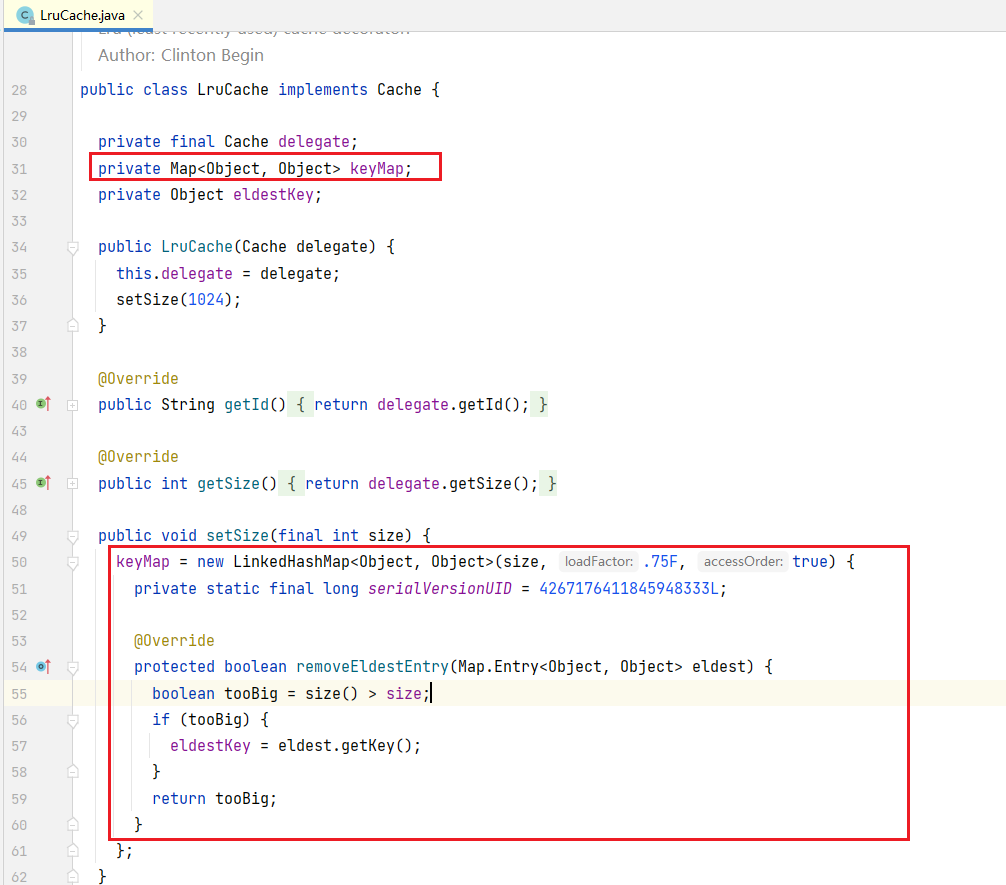 LruCache.java
Lru (least recently used) cache decorator.
Author: Clinton Begin
28 public class LruCache implements Cache {
29
30 private final Cache delegate;
31 private Map<Object, Object> keyMap;
32 private Object eldestKey;
33
34 public LruCache(Cache delegate) {
35 this.delegate = delegate;
36 setSize(1024);
37 }
38
39 @Override
40 public String getId() { return delegate.getId(); }
43
44 @Override
45 public int getSize() { return delegate.getSize(); }
48
49 public void setSize(final int size) {
50 keyMap = new LinkedHashMap<Object, Object>(size, loadFactor: .75F, accessOrder: true) {
51 private static final long serialVersionUID = 4267176411845948333L;
52
53 @Override
54 protected boolean removeEldestEntry(Map.Entry<Object, Object> eldest) {
55 boolean tooBig = size() > size;
56 if (tooBig) {
57 eldestKey = eldest.getKey();
58 }
59 return tooBig;
60 }
61 };
62 }